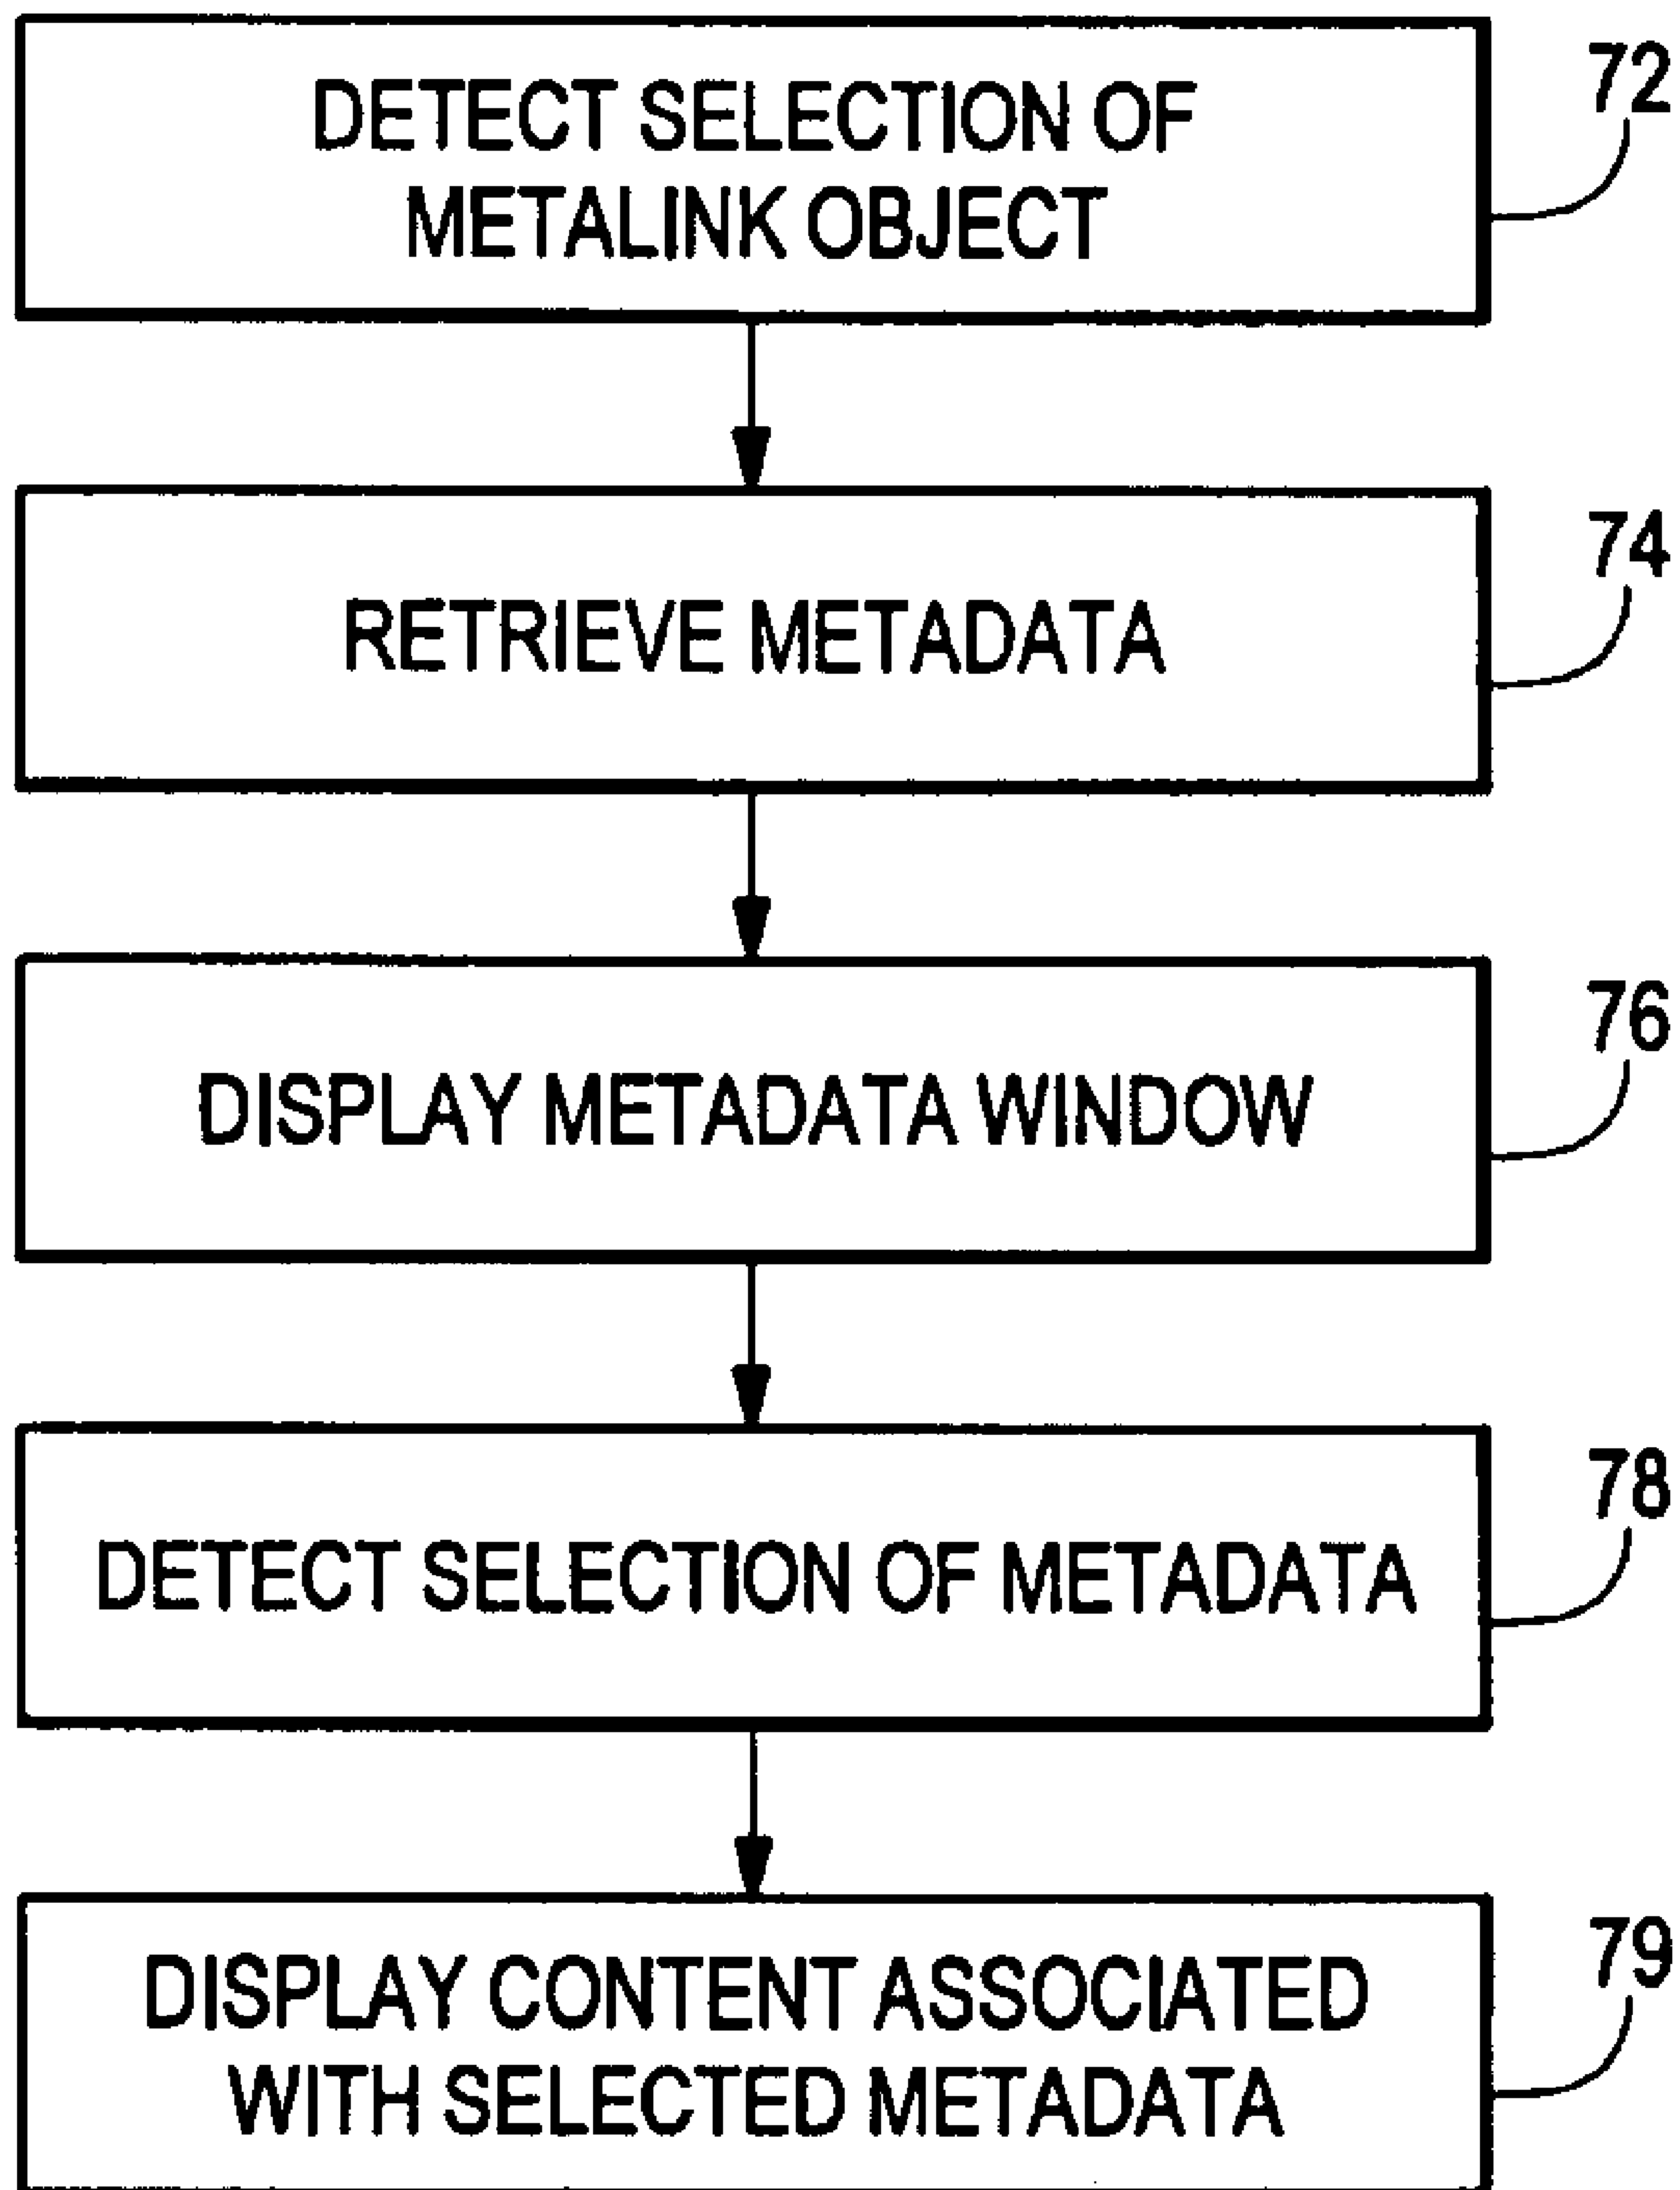 DETECT SELECTION OF
METALINK OBJECT
72
RETRIEVE METADATA
74
DISPLAY METADATA WINDOW
76
DETECT SELECTION OF METADATA
78
DISPLAY CONTENT ASSOCIATED
WITH SELECTED METADATA
79